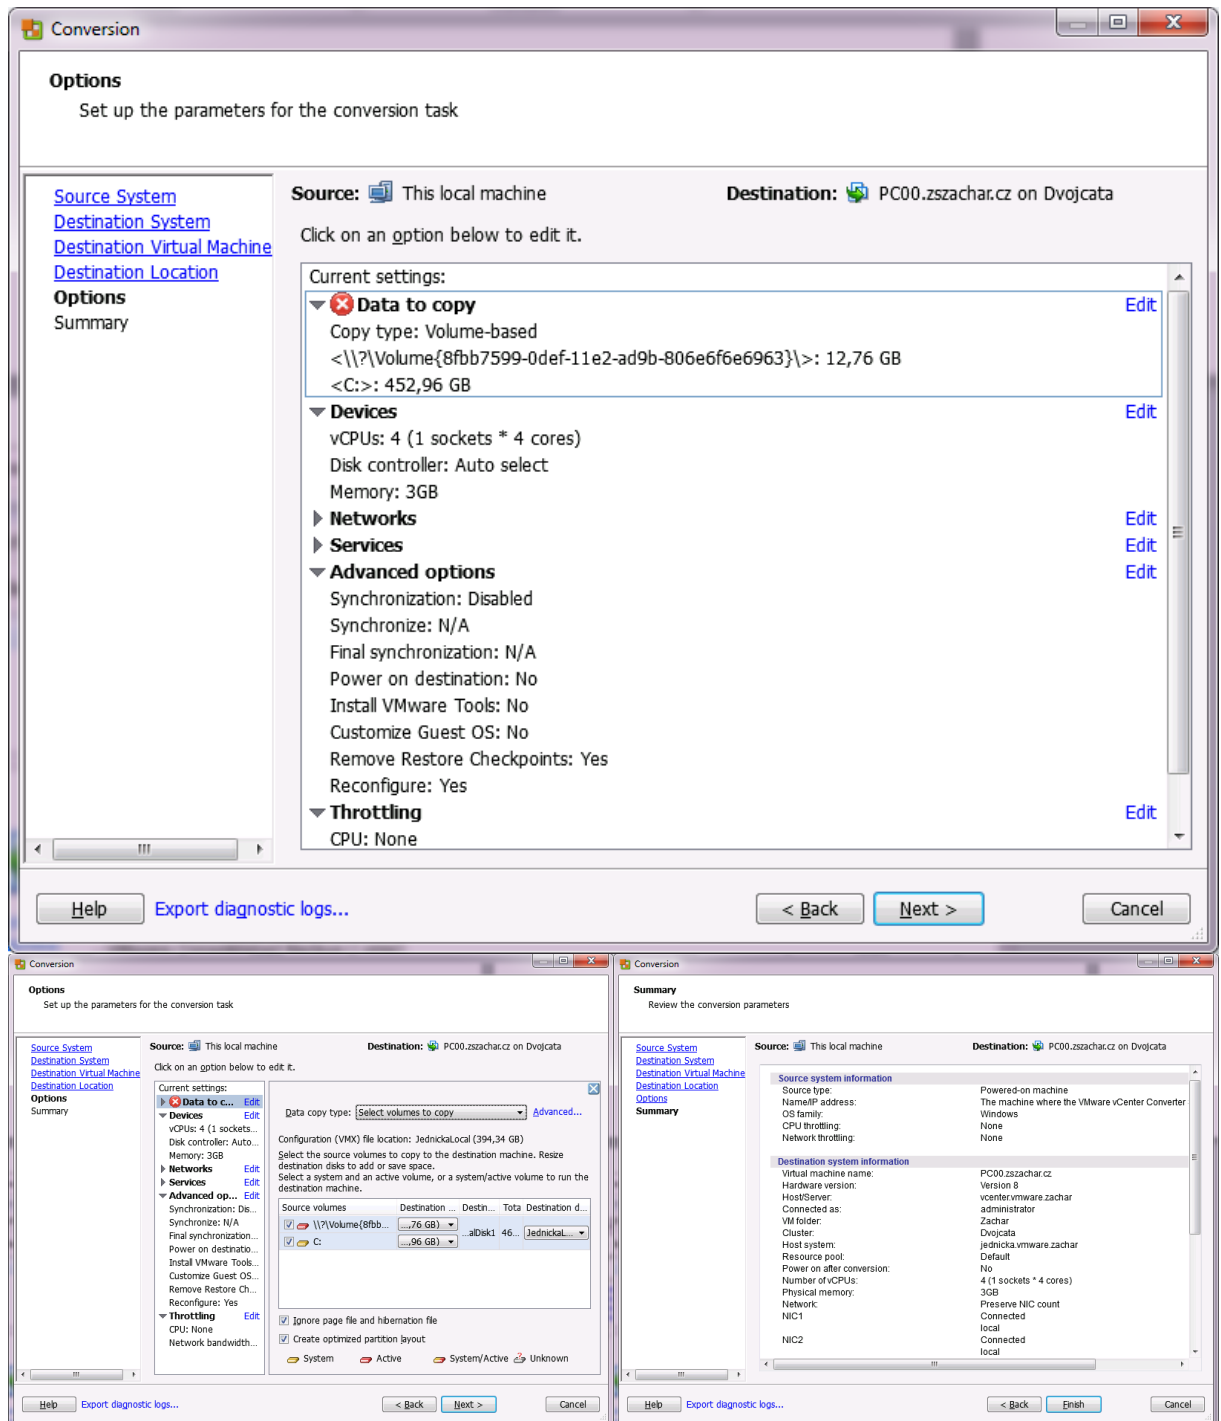 Conversion
Options
Set up the parameters for the conversion task
Source System
Destination System
Destination Virtual Machine
Destination Location
Options
Summary
Source: This local machine
Destination: PC00.zszachar.cz on Dvojcata
Click on an option below to edit it.
Current settings:
Data to copy Edit
Copy type: Volume-based
<\\?\Volume{8fbb7599-0def-11e2-ad9b-806e6f6e6963}\>: 12,76 GB
<C:>: 452,96 GB
Devices Edit
vCPUs: 4 (1 sockets * 4 cores)
Disk controller: Auto select
Memory: 3GB
Networks Edit
Services Edit
Advanced options Edit
Synchronization: Disabled
Synchronize: N/A
Final synchronization: N/A
Power on destination: No
Install VMware Tools: No
Customize Guest OS: No
Remove Restore Checkpoints: Yes
Reconfigure: Yes
Throttling Edit
CPU: None
Help Export diagnostic logs... < Back Next > Cancel
Conversion
Options
Set up the parameters for the conversion task
Source System
Destination System
Destination Virtual Machine
Destination Location
Options
Summary
Source: This local machine
Destination: PC00.zszachar.cz on Dvojcata
Click on an option below to edit it.
Current settings:
Data to c... Edit
Devices Edit
vCPUs: 4 (1 sockets...
Disk controller: Auto...
Memory: 3GB
Networks Edit
Services Edit
Advanced op... Edit
Synchronization: Dis...
Synchronize: N/A
Final synchronization...
Power on destinatio...
Install VMware Tools...
Customize Guest OS...
Remove Restore Ch...
Reconfigure: Yes
Throttling Edit
CPU: None
Network bandwidth...
Data copy type: Select volumes to copy Advanced...
Configuration (VMX) file location: JednickaLocal (394,34 GB)
Select the source volumes to copy to the destination machine. Resize
destination disks to add or save space.
Select a system and an active volume, or a system/active volume to run the
destination machine.
Source volumes Destination ... Destin... Tota Destination d...
\\?\Volume{8fbb... ...,76 GB)
...alDisk1 46... JednickaL...
C: ...,96 GB)
Ignore page file and hibernation file
Create optimized partition layout
System Active System/Active Unknown
Help Export diagnostic logs... < Back Next > Cancel
Conversion
Summary
Review the conversion parameters
Source System
Destination System
Destination Virtual Machine
Destination Location
Options
Summary
Source: This local machine
Destination: PC00.zszachar.cz on Dvojcata
Source system information
Source type: Powered-on machine
Name/IP address: The machine where the VMware vCenter Converter
OS family: Windows
CPU throttling: None
Network throttling: None
Destination system information
Virtual machine name: PC00.zszachar.cz
Hardware version: Version 8
Host/Server: vcenter.vmware.zachar
Connected as: administrator
VM folder: Zachar
Cluster: Dvojcata
Host system: jednicka.vmware.zachar
Resource pool: Default
Power on after conversion: No
Number of vCPUs: 4 (1 sockets * 4 cores)
Physical memory: 3GB
Network: Preserve NIC count
NIC1 Connected
local
NIC2 Connected
local
Help Export diagnostic logs... < Back Finish Cancel